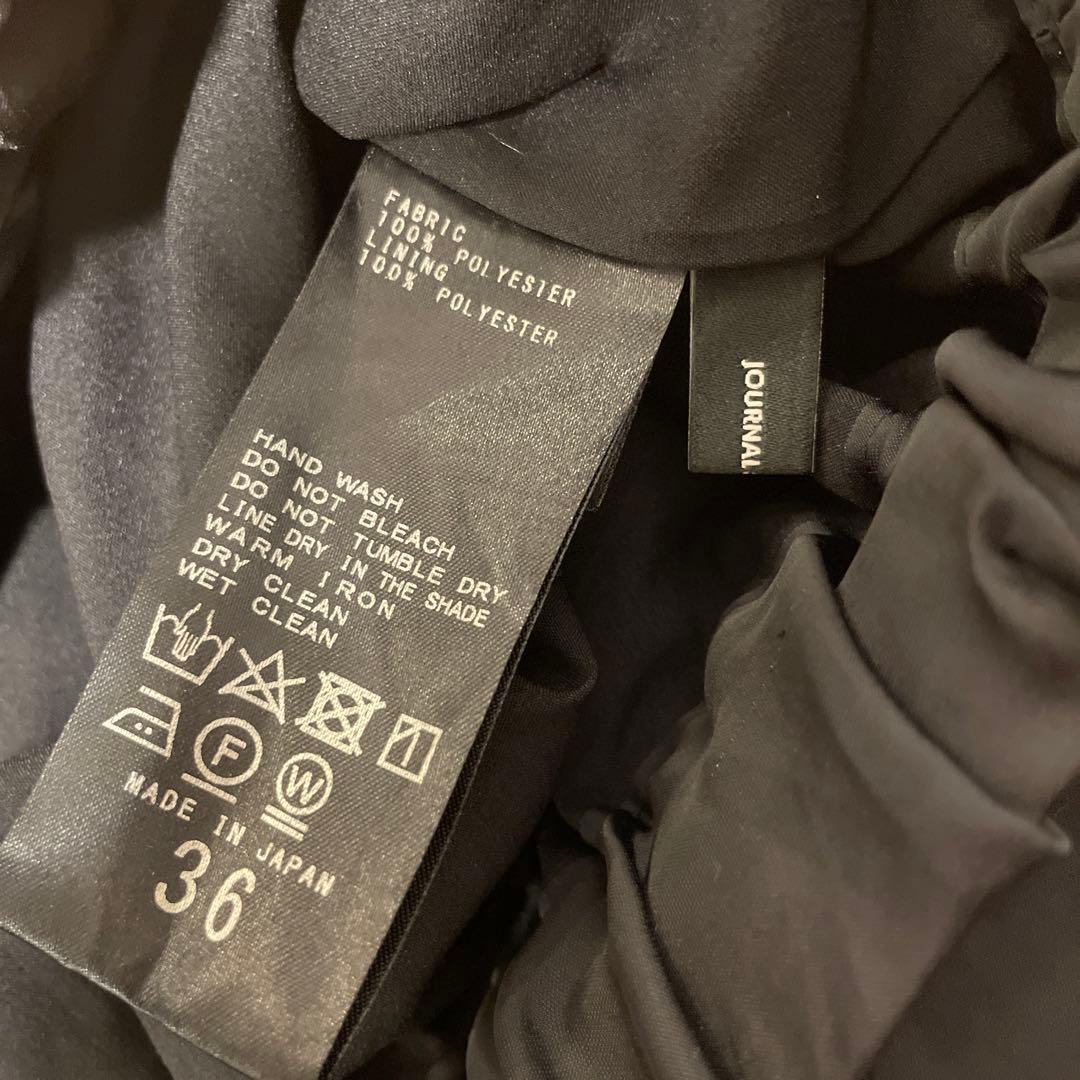 FABRIC
100% POLYESTER
LINING
100% POLYESTER
HAND WASH
DO NOT BLEACH
DO NOT TUMBLE DRY
LINE DRY IN THE SHADE
WARM IRON
DRY CLEAN
WET CLEAN
F
W
MADE IN JAPAN
36
JOURNAL